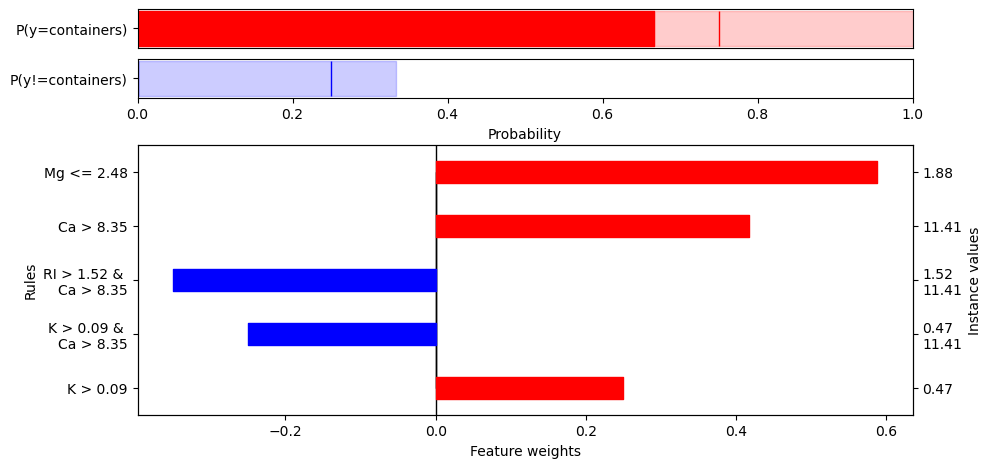 P(y=containers)
P(y!=containers)
0.0 0.2 0.4 0.6 0.8 1.0
Probability
Mg <= 2.48 1.88
Ca > 8.35 11.41
RI > 1.52 & 1.52
Ca > 8.35 11.41
K > 0.09 & 0.47
Ca > 8.35 11.41
K > 0.09 0.47
Rules
Instance values
−0.2 0.0 0.2 0.4 0.6
Feature weights